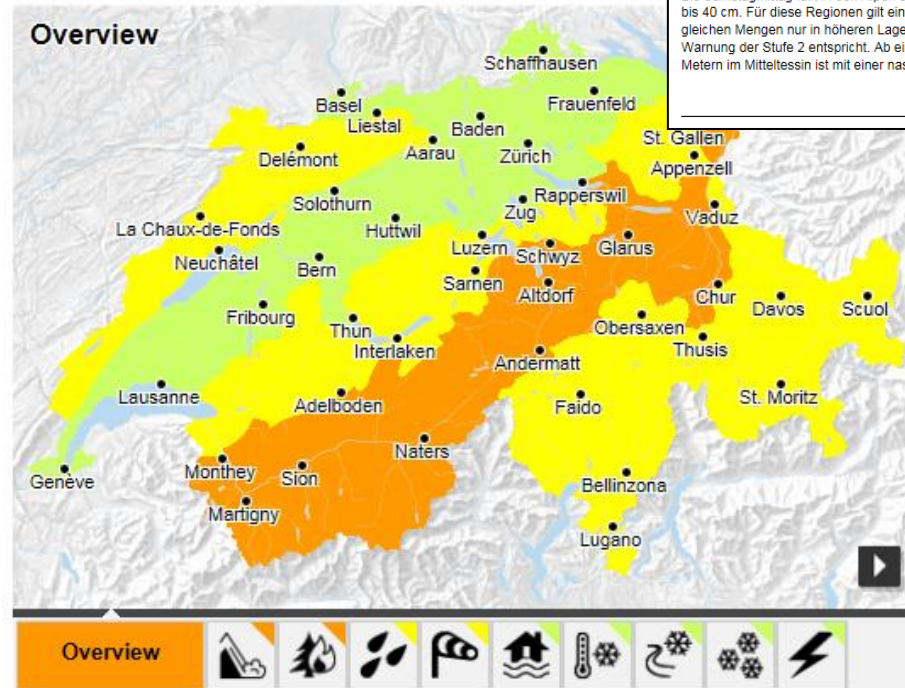 Overview
bis 40 cm. Für diese Regionen gilt ein
gleichen Mengen nur in höheren Lage
Warnung der Stufe 2 entspricht. Ab ei
Metern im Mitteltessin ist mit einer nas
Schaffhausen
Basel
Frauenfeld
Liestal
Baden
St. Gallen
Delémont
Aarau
Zürich
Appenzell
Solothurn
Zug
Rapperswil
La Chaux-de-Fonds
Huttwil
Vaduz
Neuchâtel
Bern
Luzern
Schwyz
Glarus
Sarnen
Altdorf
Chur
Davos
Scuol
Fribourg
Thun
Obersaxen
Interlaken
Andermatt
Thusis
Lausanne
Adelboden
Faido
St. Moritz
Naters
Genève
Monthey
Sion
Bellinzona
Martigny
Lugano
Overview